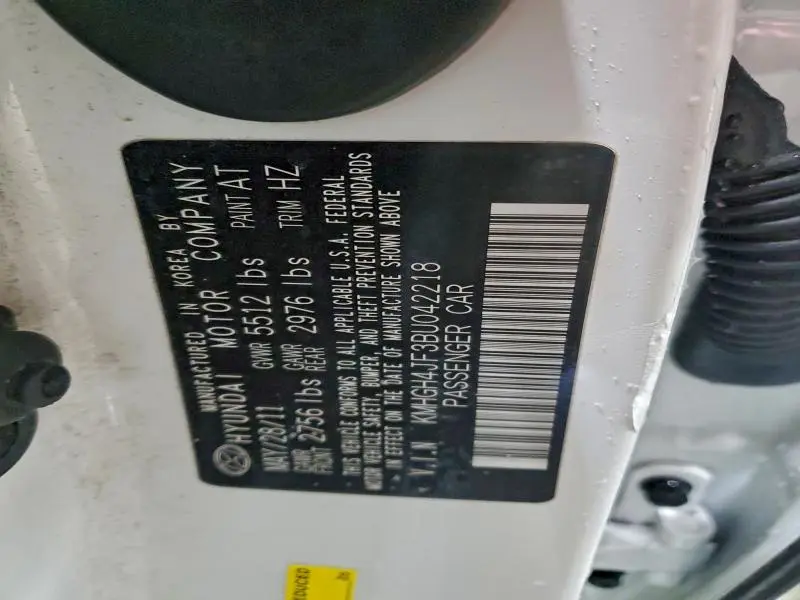 MANUFACTURED IN KOREA BY
HYUNDAI MOTOR COMPANY
MAY/28/11 GVWR 5512 lbs PAINT AT
GAWR FRONT 2756 lbs GAWR REAR 2976 lbs TRIM HZ
THIS VEHICLE CONFORMS TO ALL APPLICABLE U.S.A. FEDERAL
MOTOR VEHICLE SAFETY, BUMPER, AND THEFT PREVENTION STANDARDS
IN EFFECT ON THE DATE OF MANUFACTURE SHOWN ABOVE
V.I.N KMHGH4JF3BU042218
PASSENGER CAR